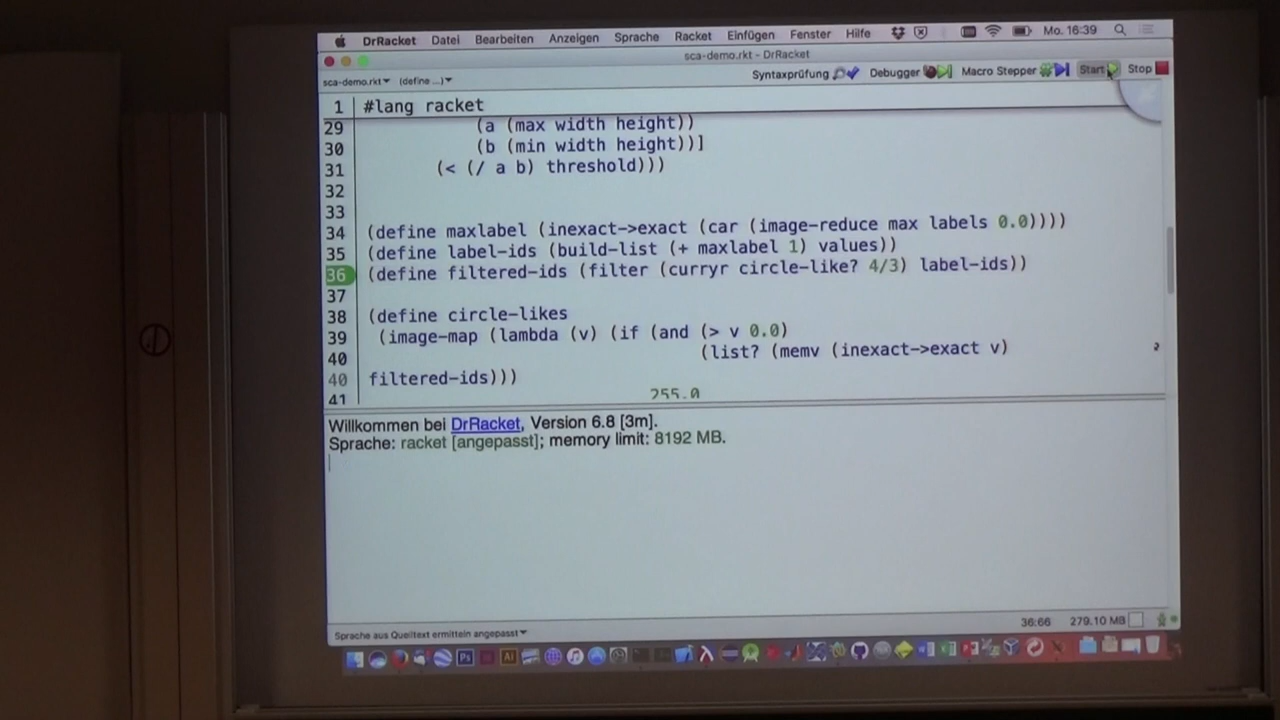 DrRacket Datei Bearbeiten Anzeigen Sprache Racket Einfügen Fenster Hilfe Mo. 16:39
sca-demo.rkt - DrRacket
sca-demo.rkt (define ...) Syntaxprüfung Debugger Macro Stepper Start Stop
1 #lang racket
29 (a (max width height))
30 (b (min width height))]
31 (< (/ a b) threshold)))
32
33
34 (define maxlabel (inexact->exact (car (image-reduce max labels 0.0))))
35 (define label-ids (build-list (+ maxlabel 1) values))
36 (define filtered-ids (filter (curryr circle-like? 4/3) label-ids))
37
38 (define circle-likes
39 (image-map (lambda (v) (if (and (> v 0.0)
40 (list? (memv (inexact->exact v)
40 filtered-ids)))
41 255.0
Willkommen bei DrRacket, Version 6.8 [3m].
Sprache: racket [angepasst]; memory limit: 8192 MB.
Sprache aus Quelltext ermitteln angepasst 36:66 279.10 MB